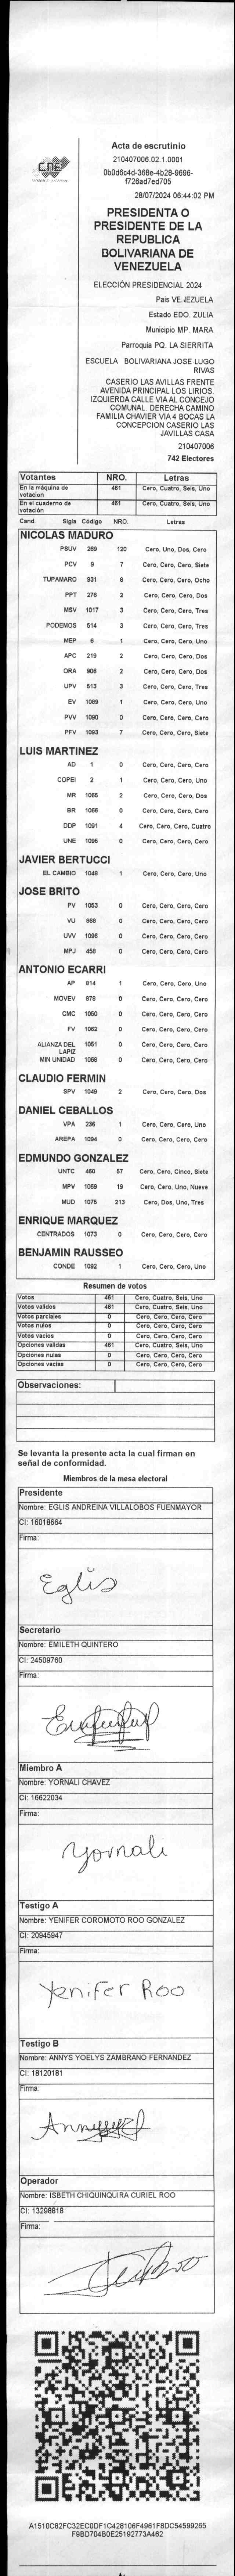 CNE
Acta de escrutinio
210407006.02.1.0001
0b0d6c4d-368e-4b28-9696-
f726ad7ed705
28/07/2024 06:44:02 PM
PRESIDENTA O
PRESIDENTE DE LA
REPUBLICA
BOLIVARIANA DE
VENEZUELA
ELECCIÓN PRESIDENCIAL 2024
Pais VENEZUELA
Estado EDO. ZULIA
Municipio MP. MARA
Parroquia PQ. LA SIERRITA
ESCUELA BOLIVARIANA JOSE LUGO
RIVAS
CASERIO LAS AVILLAS FRENTE
AVENIDA PRINCIPAL LOS LIRIOS.
IZQUIERDA CALLE VIA AL CONCEJO
COMUNAL. DERECHA CAMINO
FAMILIA CHAVIER VIA 4 BOCAS LA
CONCEPCION CASERIO LAS
JAVILLAS CASA
210407006
742 Electores
Votantes NRO. Letras
En la máquina de votacion 461 Cero, Cuatro, Seis, Uno
En el cuaderno de votación 461 Cero, Cuatro, Seis, Uno
Cand. Sigla Código NRO. Letras
NICOLAS MADURO
PSUV 269 120 Cero, Uno, Dos, Cero
PCV 9 7 Cero, Cero, Cero, Siete
TUPAMARO 931 8 Cero, Cero, Cero, Ocho
PPT 276 2 Cero, Cero, Cero, Dos
MSV 1017 3 Cero, Cero, Cero, Tres
PODEMOS 514 3 Cero, Cero, Cero, Tres
MEP 6 1 Cero, Cero, Cero, Uno
APC 219 2 Cero, Cero, Cero, Dos
ORA 906 2 Cero, Cero, Cero, Dos
UPV 613 3 Cero, Cero, Cero, Tres
EV 1089 1 Cero, Cero, Cero, Uno
PVV 1090 0 Cero, Cero, Cero, Cero
PFV 1093 7 Cero, Cero, Cero, Siete
LUIS MARTINEZ
AD 1 0 Cero, Cero, Cero, Cero
COPEI 2 1 Cero, Cero, Cero, Uno
MR 1065 2 Cero, Cero, Cero, Dos
BR 1066 0 Cero, Cero, Cero, Cero
DDP 1091 4 Cero, Cero, Cero, Cuatro
UNE 1095 0 Cero, Cero, Cero, Cero
JAVIER BERTUCCI
EL CAMBIO 1048 1 Cero, Cero, Cero, Uno
JOSE BRITO
PV 1053 0 Cero, Cero, Cero, Cero
VU 868 0 Cero, Cero, Cero, Cero
UVV 1096 0 Cero, Cero, Cero, Cero
MPJ 458 0 Cero, Cero, Cero, Cero
ANTONIO ECARRI
AP 814 1 Cero, Cero, Cero, Uno
MOVEV 878 0 Cero, Cero, Cero, Cero
CMC 1050 0 Cero, Cero, Cero, Cero
FV 1062 0 Cero, Cero, Cero, Cero
ALIANZA DEL LAPIZ 1051 0 Cero, Cero, Cero, Cero
MIN UNIDAD 1068 0 Cero, Cero, Cero, Cero
CLAUDIO FERMIN
SPV 1049 2 Cero, Cero, Cero, Dos
DANIEL CEBALLOS
VPA 236 1 Cero, Cero, Cero, Uno
AREPA 1094 0 Cero, Cero, Cero, Cero
EDMUNDO GONZALEZ
UNTC 460 57 Cero, Cero, Cinco, Siete
MPV 1069 19 Cero, Cero, Uno, Nueve
MUD 1075 213 Cero, Dos, Uno, Tres
ENRIQUE MARQUEZ
CENTRADOS 1073 0 Cero, Cero, Cero, Cero
BENJAMIN RAUSSEO
CONDE 1092 1 Cero, Cero, Cero, Uno
Resumen de votos
Votos 461 Cero, Cuatro, Seis, Uno
Votos validos 461 Cero, Cuatro, Seis, Uno
Votos parciales 0 Cero, Cero, Cero, Cero
Votos nulos 0 Cero, Cero, Cero, Cero
Votos vacios 0 Cero, Cero, Cero, Cero
Opciones validas 461 Cero, Cuatro, Seis, Uno
Opciones nulas 0 Cero, Cero, Cero, Cero
Opciones vacias 0 Cero, Cero, Cero, Cero
Observaciones:
Se levanta la presente acta la cual firman en
señal de conformidad.
Miembros de la mesa electoral
Presidente
Nombre: EGLIS ANDREINA VILLALOBOS FUENMAYOR
CI: 16018664
Firma:
Eglis
Secretario
Nombre: EMILETH QUINTERO
CI: 24509760
Firma:
Miembro A
Nombre: YORNALI CHAVEZ
CI: 16622034
Firma:
Yornali
Testigo A
Nombre: YENIFER COROMOTO ROO GONZALEZ
CI: 20945947
Firma:
Yenifer Roo
Testigo B
Nombre: ANNYS YOELYS ZAMBRANO FERNANDEZ
CI: 18120181
Firma:
Operador
Nombre: ISBETH CHIQUINQUIRA CURIEL ROO
CI: 13298818
Firma:
A1510C82FC32EC0DF1C428106F4961F8DC54599265
F9BD704B0E25192773A462